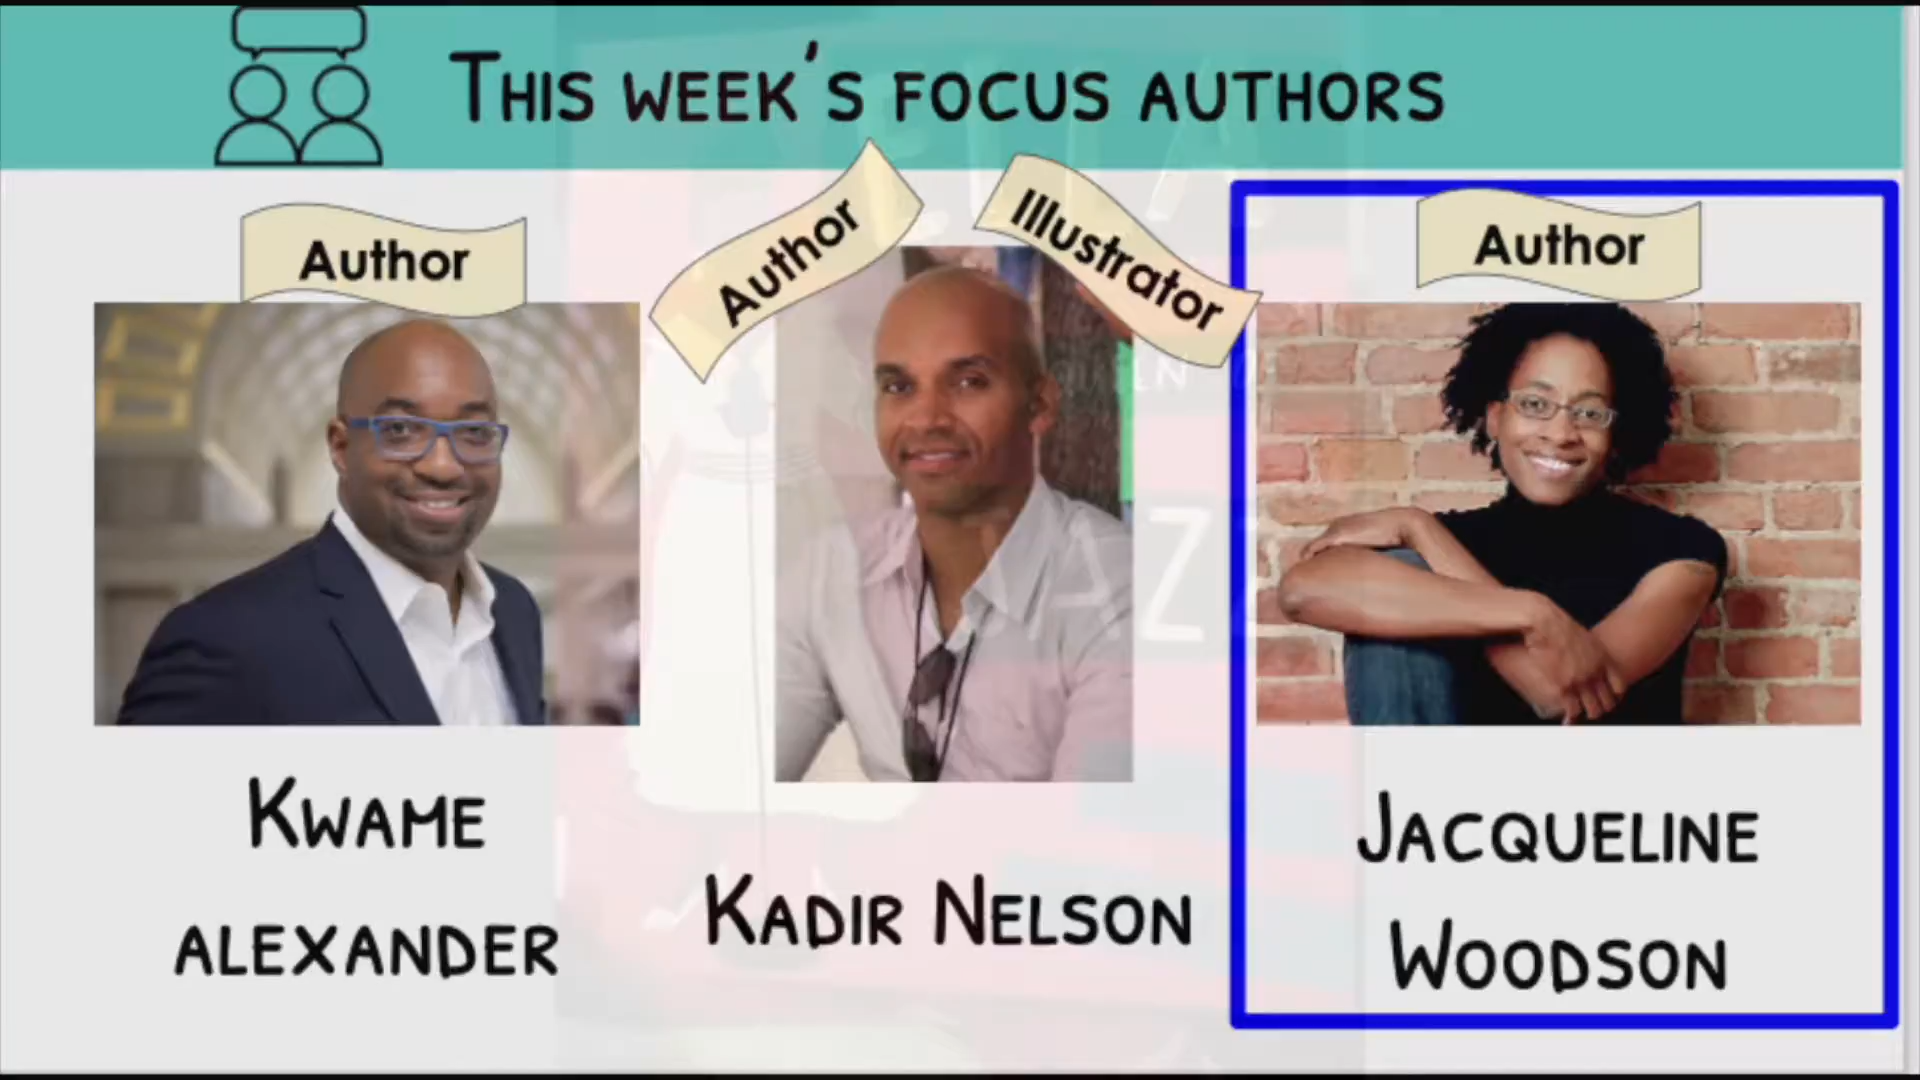 This week's focus authors
Author
Author
Illustrator
Author
Kwame
alexander
Kadir Nelson
Jacqueline
Woodson